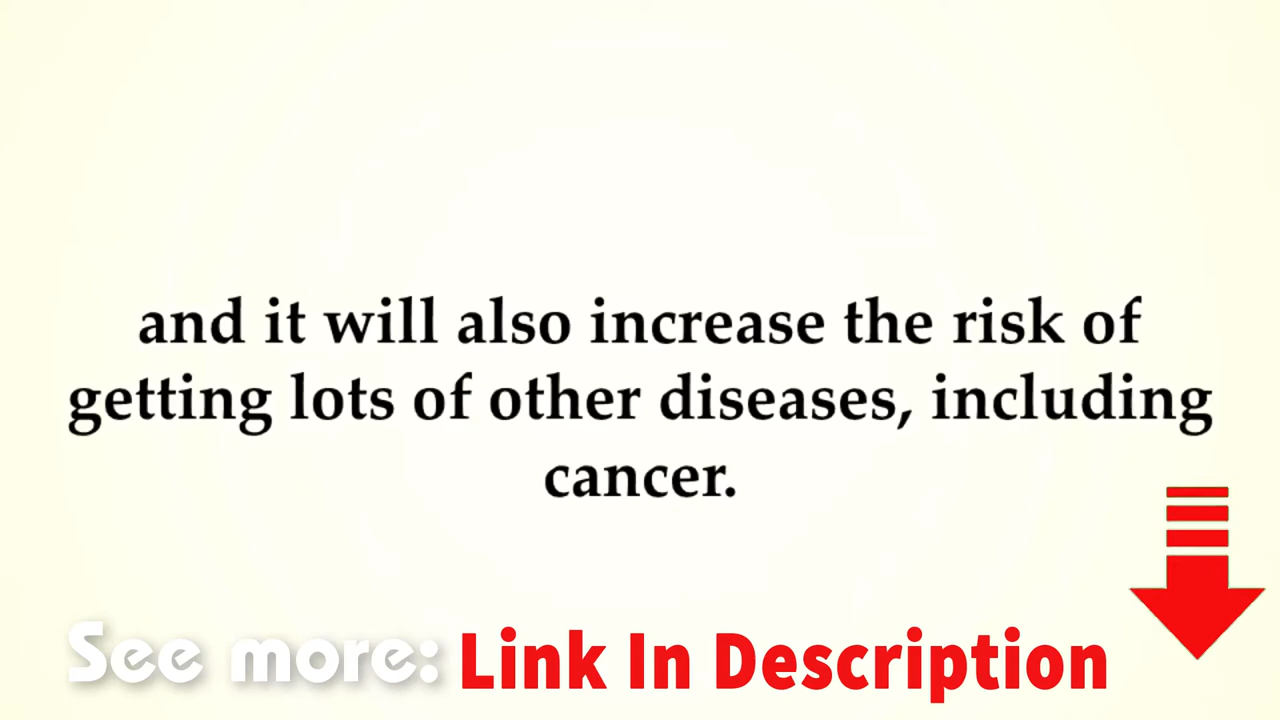 and it will also increase the risk of
getting lots of other diseases, including
cancer.
See more: Link In Description